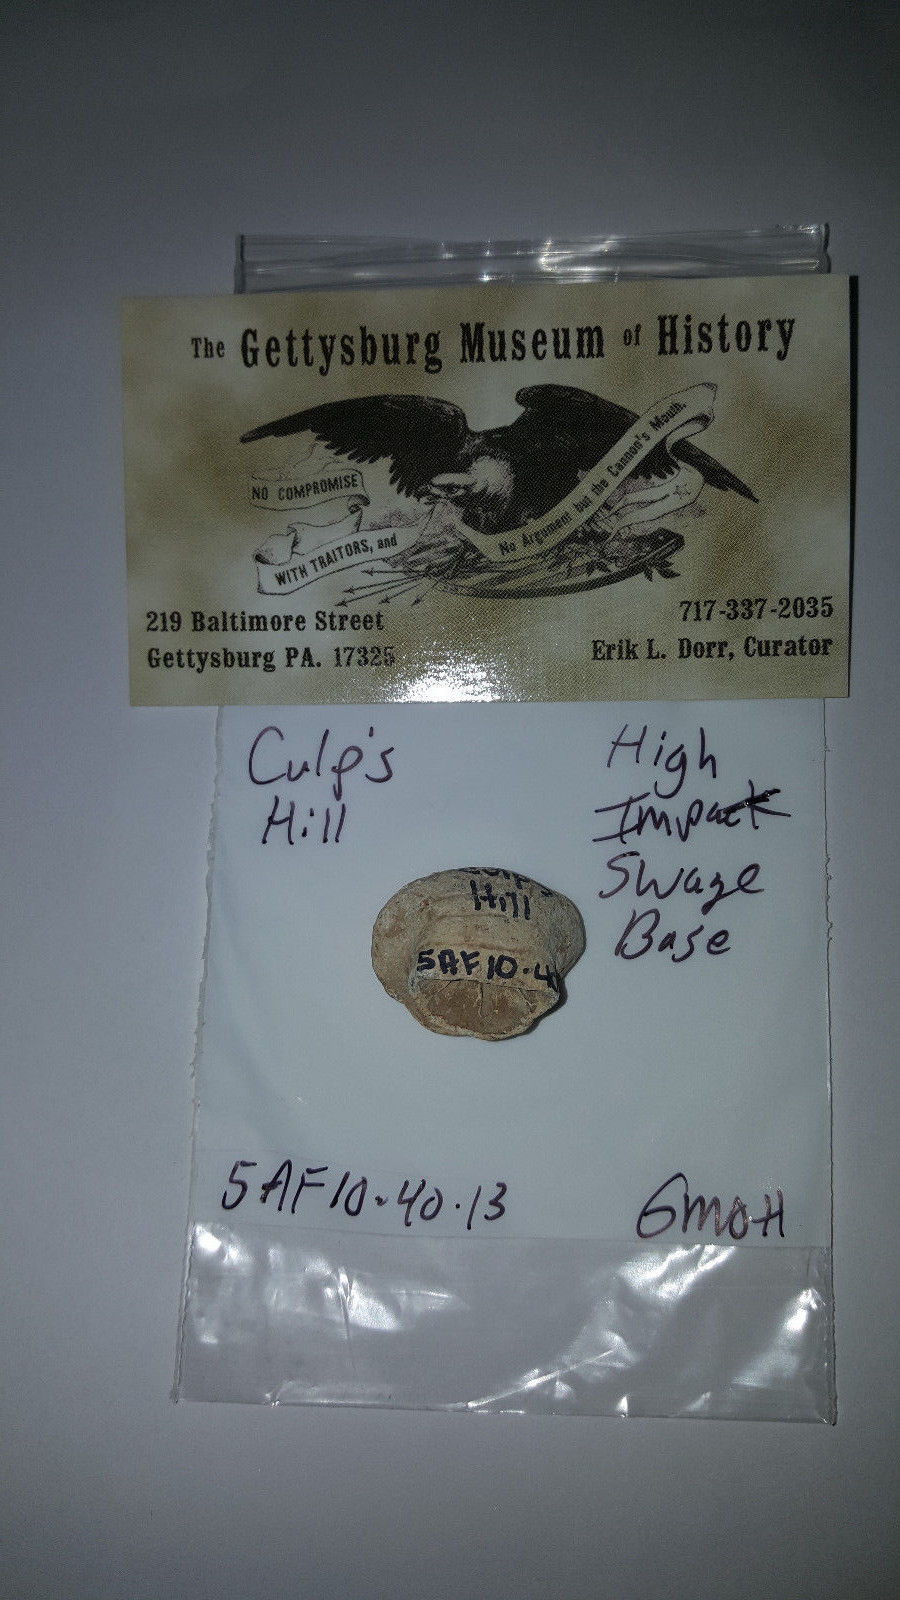 The Gettysburg Museum of History
NO COMPROMISE
WITH TRAITORS, and
No Argument but the Cannon's Mouth.
219 Baltimore Street
Gettysburg PA. 17325
717-337-2035
Erik L. Dorr, Curator
Culp's
Hill
High
Impact
Swage
Base
Culp's
Hill
5AF10-4
5AF10-40-13
GMOH